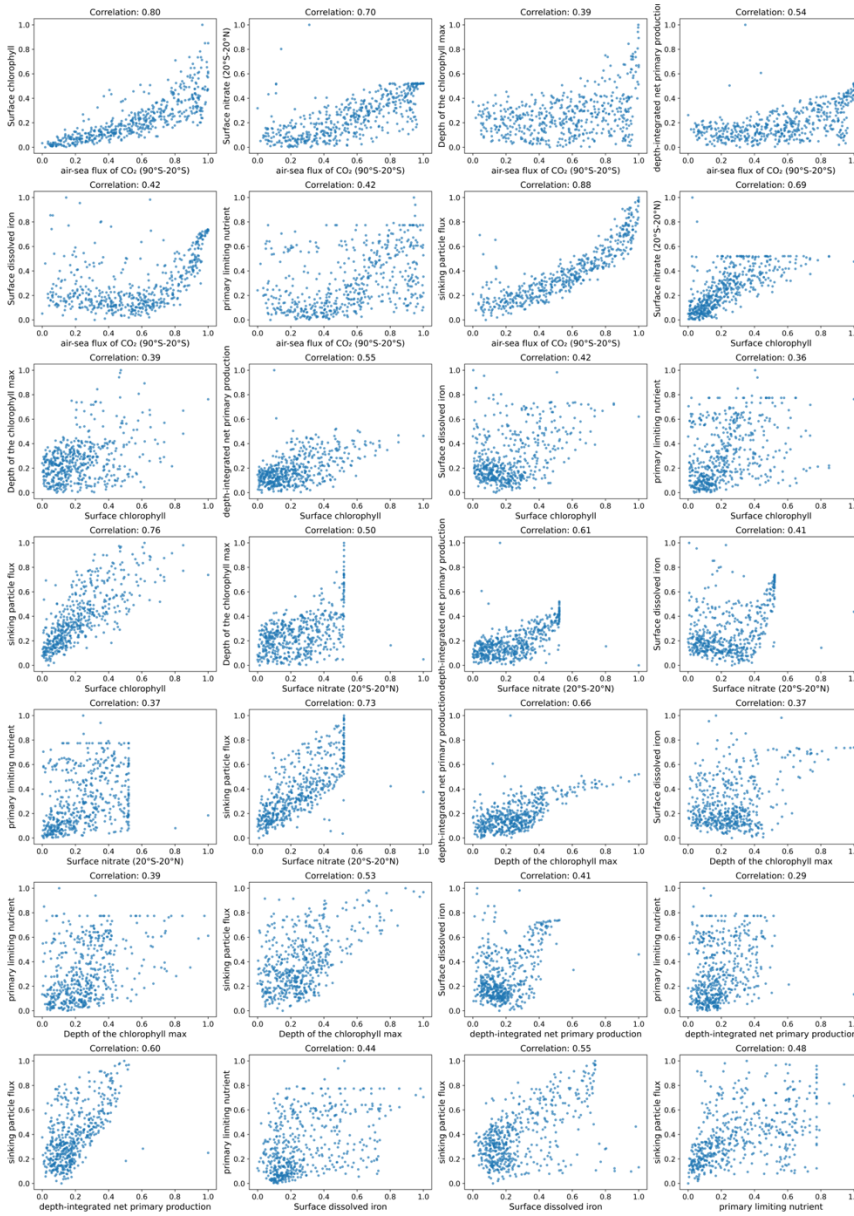 Correlation: 0.80
Surface chlorophyll
air-sea flux of CO₂ (90°S-20°S)
Correlation: 0.70
Surface nitrate (20°S-20°N)
air-sea flux of CO₂ (90°S-20°S)
Correlation: 0.39
Depth of the chlorophyll max
air-sea flux of CO₂ (90°S-20°S)
Correlation: 0.54
depth-integrated net primary production
air-sea flux of CO₂ (90°S-20°S)
Correlation: 0.42
Surface dissolved iron
air-sea flux of CO₂ (90°S-20°S)
Correlation: 0.42
primary limiting nutrient
air-sea flux of CO₂ (90°S-20°S)
Correlation: 0.88
sinking particle flux
air-sea flux of CO₂ (90°S-20°S)
Correlation: 0.69
Surface nitrate (20°S-20°N)
Surface chlorophyll
Correlation: 0.39
Depth of the chlorophyll max
Surface chlorophyll
Correlation: 0.55
depth-integrated net primary production
Surface chlorophyll
Correlation: 0.42
Surface dissolved iron
Surface chlorophyll
Correlation: 0.36
primary limiting nutrient
Surface chlorophyll
Correlation: 0.76
sinking particle flux
Surface chlorophyll
Correlation: 0.50
Depth of the chlorophyll max
Surface nitrate (20°S-20°N)
Correlation: 0.61
depth-integrated net primary production
Surface nitrate (20°S-20°N)
Correlation: 0.41
Surface dissolved iron
Surface nitrate (20°S-20°N)
Correlation: 0.37
primary limiting nutrient
Surface nitrate (20°S-20°N)
Correlation: 0.73
sinking particle flux
Surface nitrate (20°S-20°N)
Correlation: 0.66
depth-integrated net primary production
Depth of the chlorophyll max
Correlation: 0.37
Surface dissolved iron
Depth of the chlorophyll max
Correlation: 0.39
primary limiting nutrient
Depth of the chlorophyll max
Correlation: 0.53
sinking particle flux
Depth of the chlorophyll max
Correlation: 0.41
Surface dissolved iron
depth-integrated net primary production
Correlation: 0.29
primary limiting nutrient
depth-integrated net primary production
Correlation: 0.60
sinking particle flux
depth-integrated net primary production
Correlation: 0.44
primary limiting nutrient
Surface dissolved iron
Correlation: 0.55
sinking particle flux
Surface dissolved iron
Correlation: 0.48
sinking particle flux
primary limiting nutrient